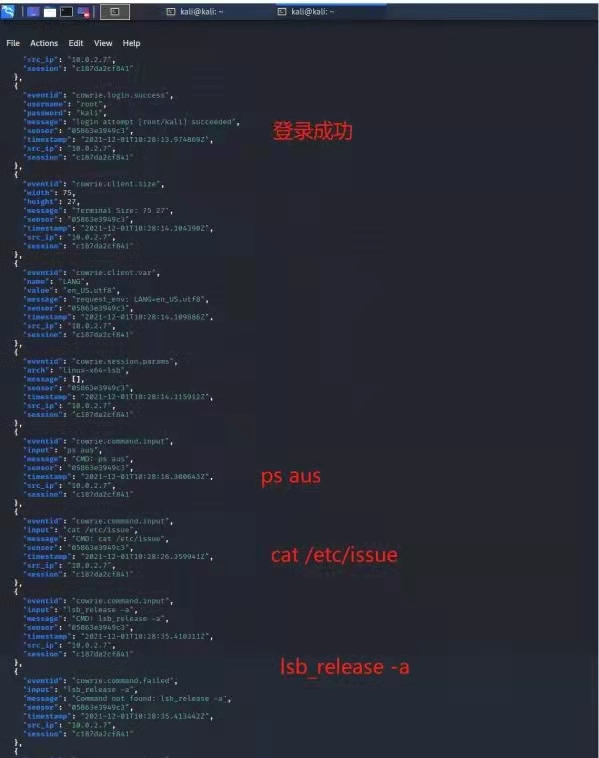 kali@kali: ~
kali@kali: ~
File Actions Edit View Help
"src_ip": "10.0.2.7",
"session": "c187da2cf841"
},
{
"eventid": "cowrie.login.success",
"username": "root",
"password": "kali",
"message": "login attempt [root/kali] succeeded",
"sensor": "05863e3949c3",
"timestamp": "2021-12-01T10:28:13.974869Z",
"src_ip": "10.0.2.7",
"session": "c187da2cf841"
登录成功
},
{
"eventid": "cowrie.client.size",
"width": 75,
"height": 27,
"message": "Terminal Size: 75 27",
"sensor": "05863e3949c3",
"timestamp": "2021-12-01T10:28:14.104390Z",
"src_ip": "10.0.2.7",
"session": "c187da2cf841"
},
{
"eventid": "cowrie.client.var",
"name": "LANG",
"value": "en_US.utf8",
"message": "request_env: LANG=en_US.utf8",
"sensor": "05863e3949c3",
"timestamp": "2021-12-01T10:28:14.109886Z",
"src_ip": "10.0.2.7",
"session": "c187da2cf841"
},
{
"eventid": "cowrie.session.params",
"arch": "linux-x64-lsb",
"message": [],
"sensor": "05863e3949c3",
"timestamp": "2021-12-01T10:28:14.115912Z",
"src_ip": "10.0.2.7",
"session": "c187da2cf841"
},
{
"eventid": "cowrie.command.input",
"input": "ps aus",
"message": "CMD: ps aus",
"sensor": "05863e3949c3",
"timestamp": "2021-12-01T10:28:18.300643Z",
"src_ip": "10.0.2.7",
"session": "c187da2cf841"
ps aus
},
{
"eventid": "cowrie.command.input",
"input": "cat /etc/issue",
"message": "CMD: cat /etc/issue",
"sensor": "05863e3949c3",
"timestamp": "2021-12-01T10:28:26.359941Z",
"src_ip": "10.0.2.7",
"session": "c187da2cf841"
cat /etc/issue
},
{
"eventid": "cowrie.command.input",
"input": "lsb_release -a",
"message": "CMD: lsb_release -a",
"sensor": "05863e3949c3",
"timestamp": "2021-12-01T10:28:35.410311Z",
"src_ip": "10.0.2.7",
"session": "c187da2cf841"
lsb_release -a
},
{
"eventid": "cowrie.command.failed",
"input": "lsb_release -a",
"message": "Command not found: lsb_release -a",
"sensor": "05863e3949c3",
"timestamp": "2021-12-01T10:28:35.413442Z",
"src_ip": "10.0.2.7",
"session": "c187da2cf841"
},
{